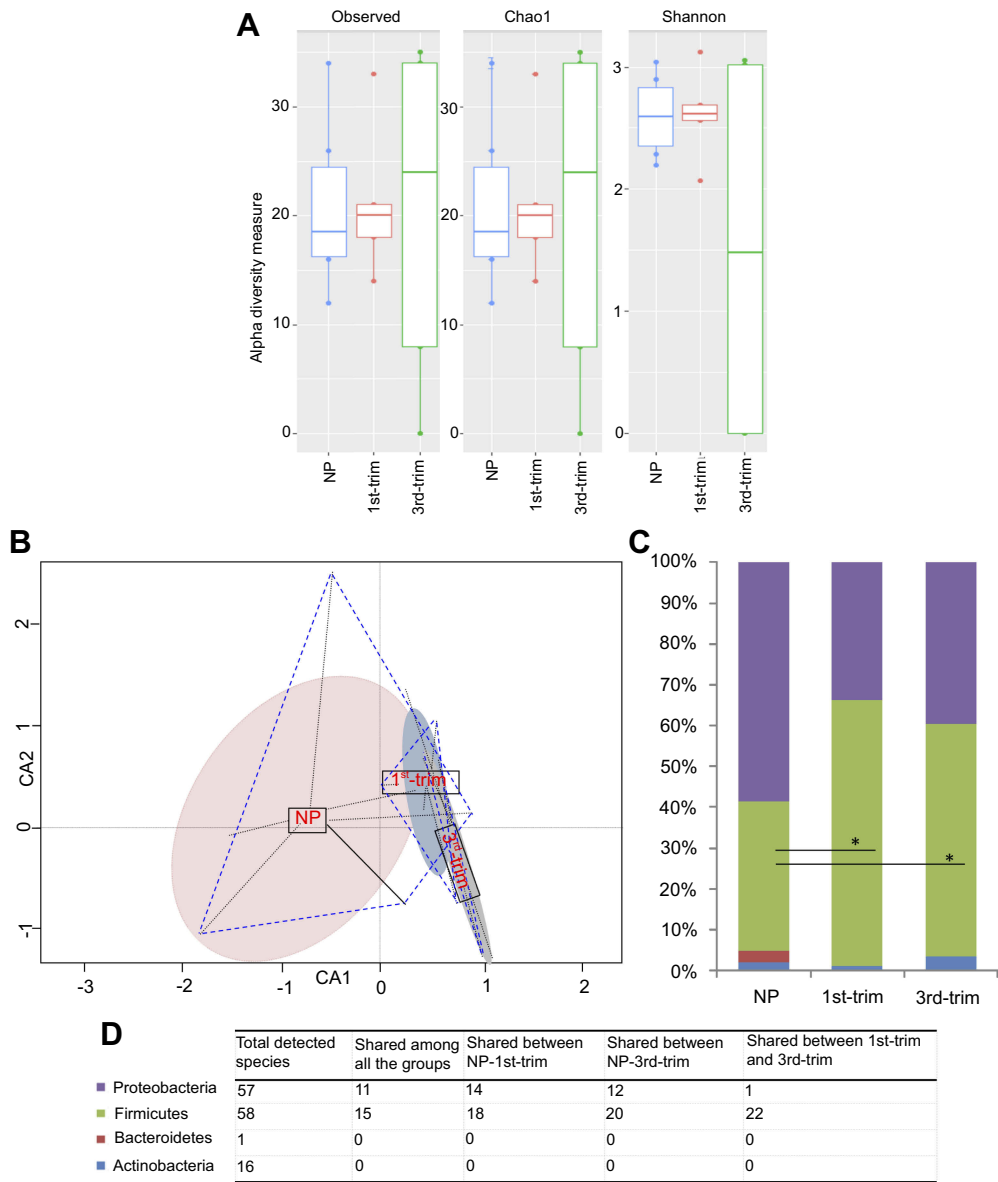 A
Observed
Chao1
Shannon
Alpha diversity measure
30
20
10
0
30
20
10
0
3
2
1
0
NP
1st-trim
3rd-trim
NP
1st-trim
3rd-trim
NP
1st-trim
3rd-trim
B
CA2
2
1
0
-1
1st-trim
NP
3rd-trim
-3
-2
-1
CA1
0
1
2
C
100%
90%
80%
70%
60%
50%
40%
30%
20%
10%
0%
*
*
NP
1st-trim
3rd-trim
D
Total detected species
Shared among all the groups
Shared between NP-1st-trim
Shared between NP-3rd-trim
Shared between 1st-trim and 3rd-trim
Proteobacteria 57 11 14 12 1
Firmicutes 58 15 18 20 22
Bacteroidetes 1 0 0 0 0
Actinobacteria 16 0 0 0 0